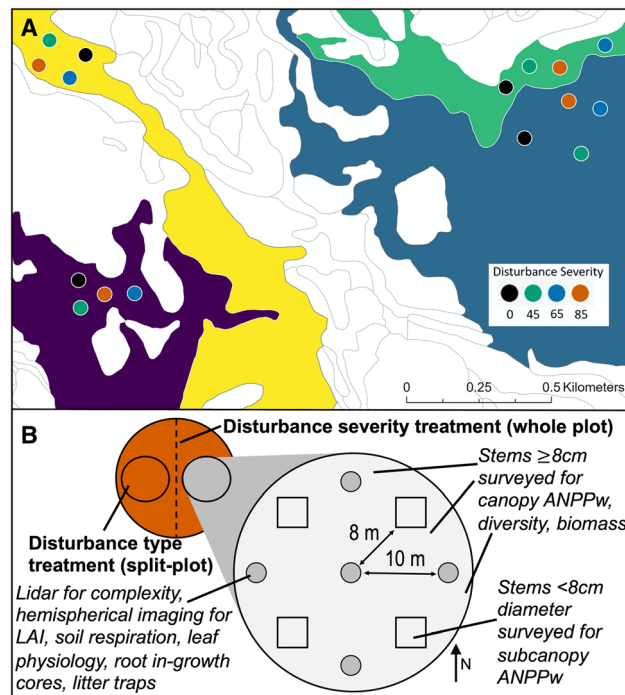 A
Disturbance Severity
0 45 65 85
0 0.25 0.5 Kilometers
B
Disturbance severity treatment (whole plot)
Stems ≥8cm
surveyed for
canopy ANPPw,
diversity, biomass
8 m
10 m
Disturbance type
treatment (split-plot)
Lidar for complexity,
hemispherical imaging for
LAI, soil respiration, leaf
physiology, root in-growth
cores, litter traps
Stems <8cm
diameter
surveyed for
subcanopy
ANPPw
N